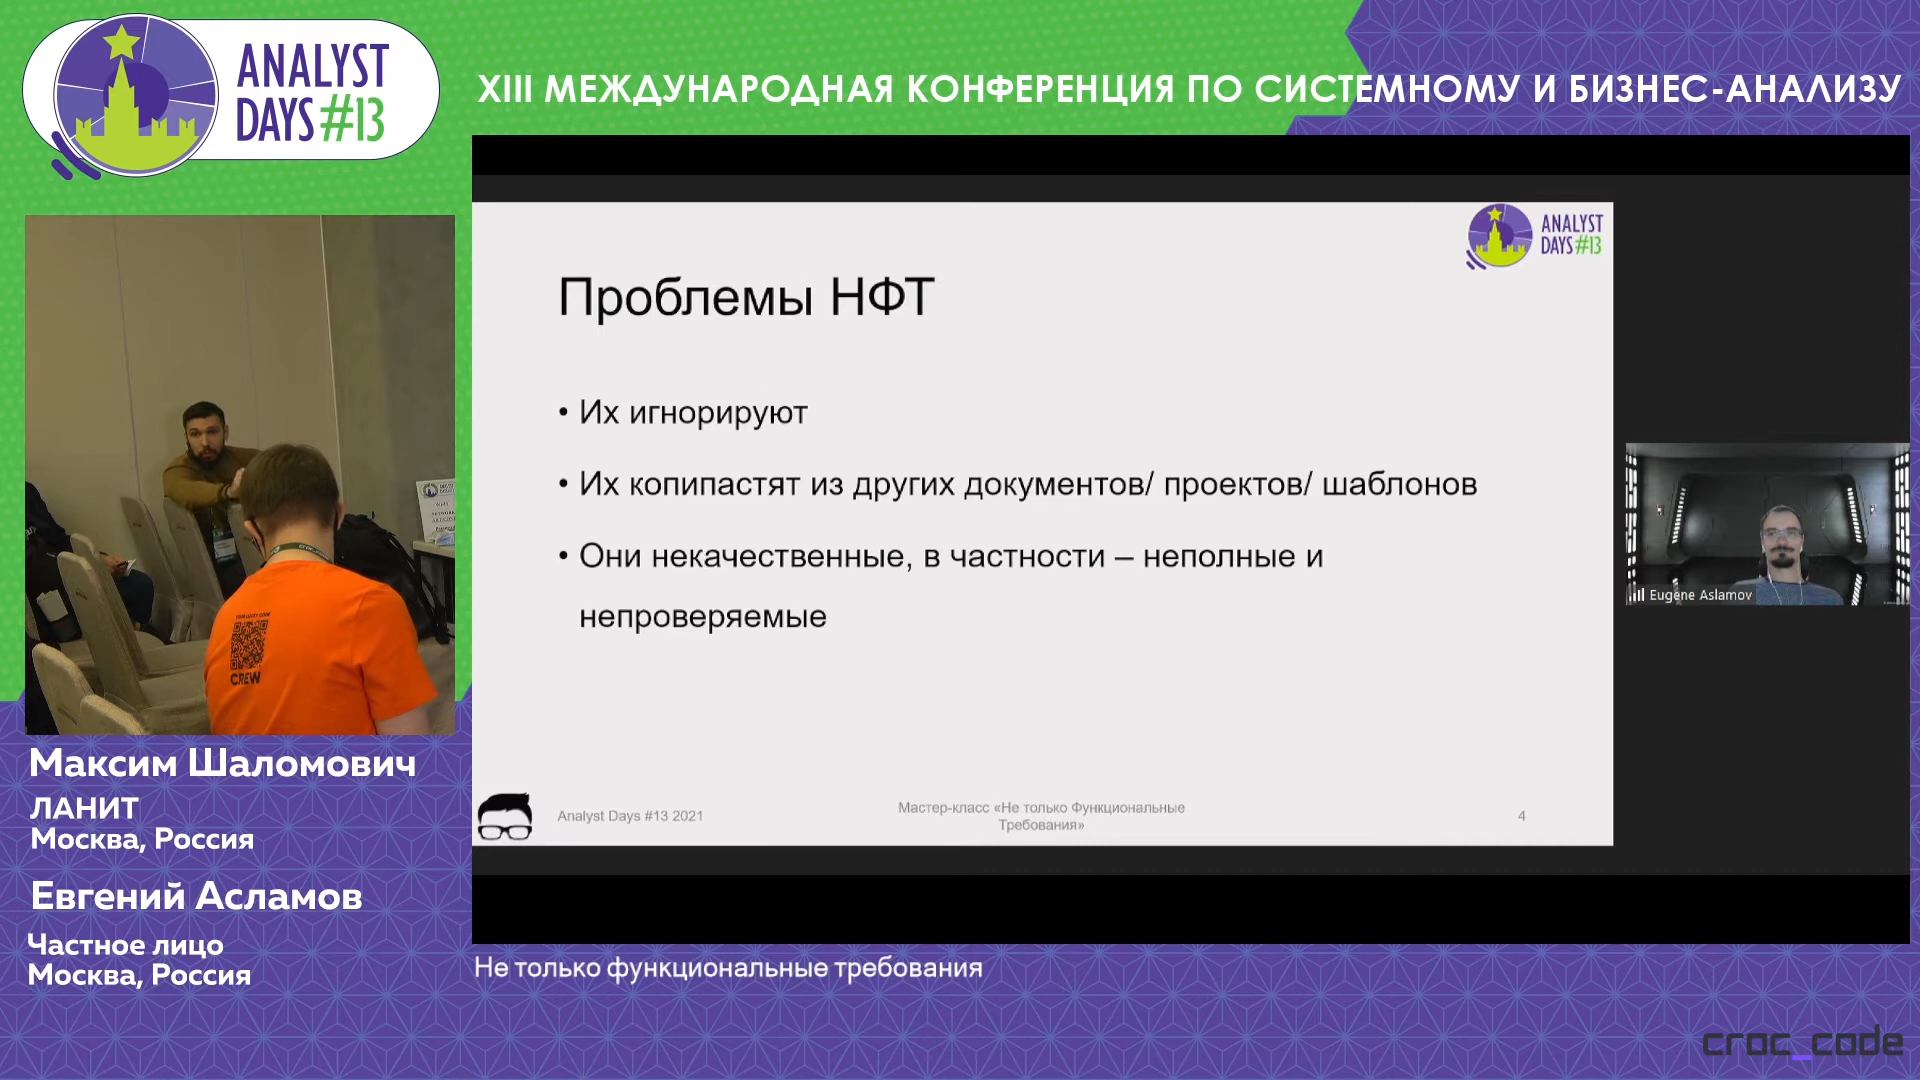 ANALYST
DAYS #13
XIII МЕЖДУНАРОДНАЯ КОНФЕРЕНЦИЯ ПО СИСТЕМНОМУ И БИЗНЕС-АНАЛИЗУ
ANALYST
DAYS #13
Проблемы НФТ
• Их игнорируют
• Их копипастят из других документов/ проектов/ шаблонов
• Они некачественные, в частности – неполные и
непроверяемые
Analyst Days #13 2021
Мастер-класс «Не только Функциональные
Требования»
4
Eugene Aslamov
CREW
Максим Шаломович
ЛАНИТ
Москва, Россия
Евгений Асламов
Частное лицо
Москва, Россия
Не только функциональные требования
croc_code